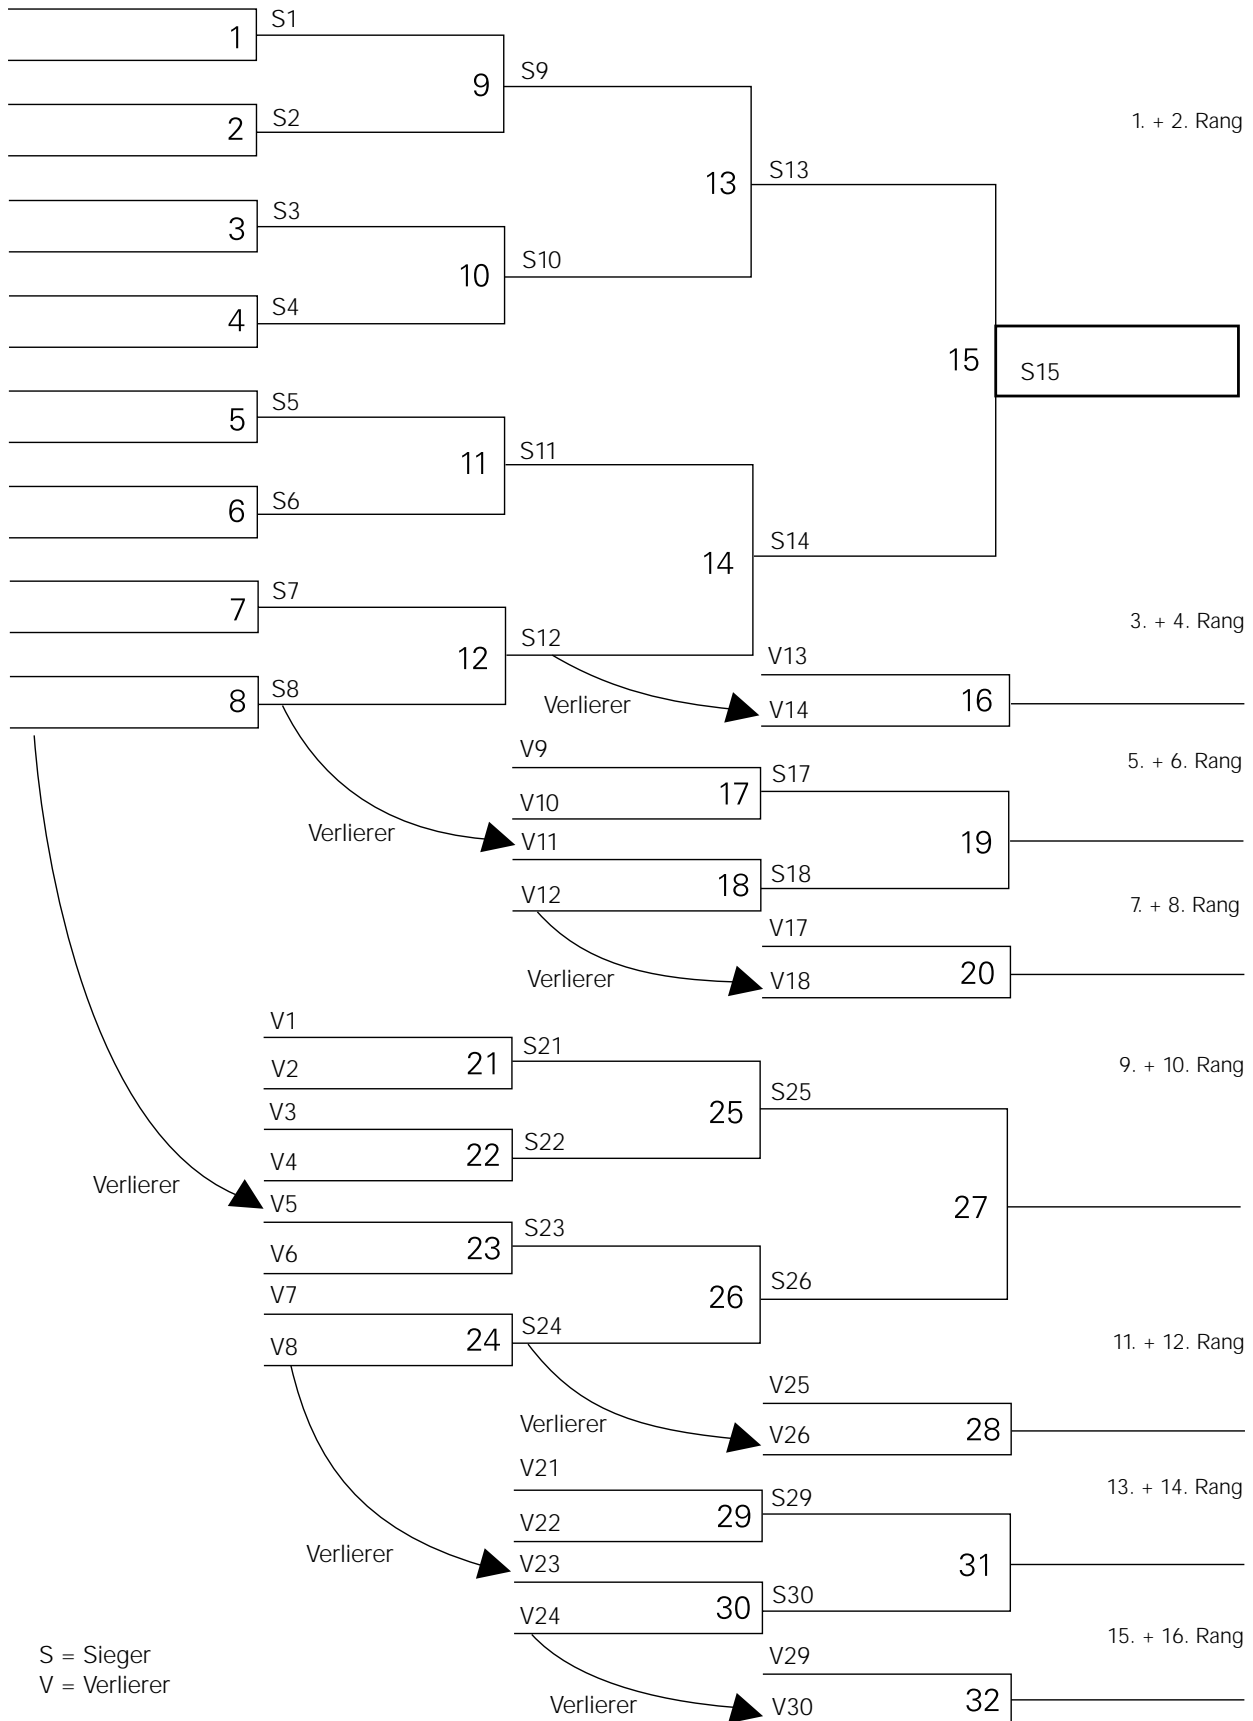 S1
1
S9
9
S2
2
1. + 2. Rang
S13
13
S3
3
S10
10
S4
4
15
S15
S5
5
S11
11
S6
6
S14
14
S7
7
3. + 4. Rang
S12
12
V13
S8
8
Verlierer
V14
16
V9
5. + 6. Rang
S17
17
V10
Verlierer
V11
19
S18
18
V12
7. + 8. Rang
V17
Verlierer
V18
20
V1
S21
21
V2
9. + 10. Rang
S25
V3
25
S22
V4
22
Verlierer
V5
27
S23
V6
23
V7
S26
26
S24
V8
24
11. + 12. Rang
V25
Verlierer
V26
28
V21
13. + 14. Rang
S29
V22
29
Verlierer
V23
31
S30
V24
30
15. + 16. Rang
S = Sieger
V29
V = Verlierer
Verlierer
V30
32